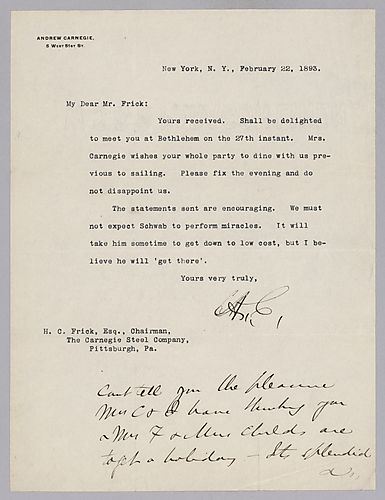 ANDREW CARNEGIE,
5 WEST 51ST ST.
New York, N. Y., February 22, 1893.
My Dear Mr. Frick:
Yours received. Shall be delighted
to meet you at Bethlehem on the 27th instant. Mrs.
Carnegie wishes your whole party to dine with us pre-
vious to sailing. Please fix the evening and do
not disappoint us.
The statements sent are encouraging. We must
not expect Schwab to perform miracles. It will
take him sometime to get down to low cost, but I be-
lieve he will 'get there'.
Yours very truly,
A. C.,
H. C. Frick, Esq., Chairman,
The Carnegie Steel Company,
Pittsburgh, Pa.
Cant tell you the pleasure
Mrs C & I have thinking you
& Mrs F & Miss Childs are
to get a holiday — Its splendid